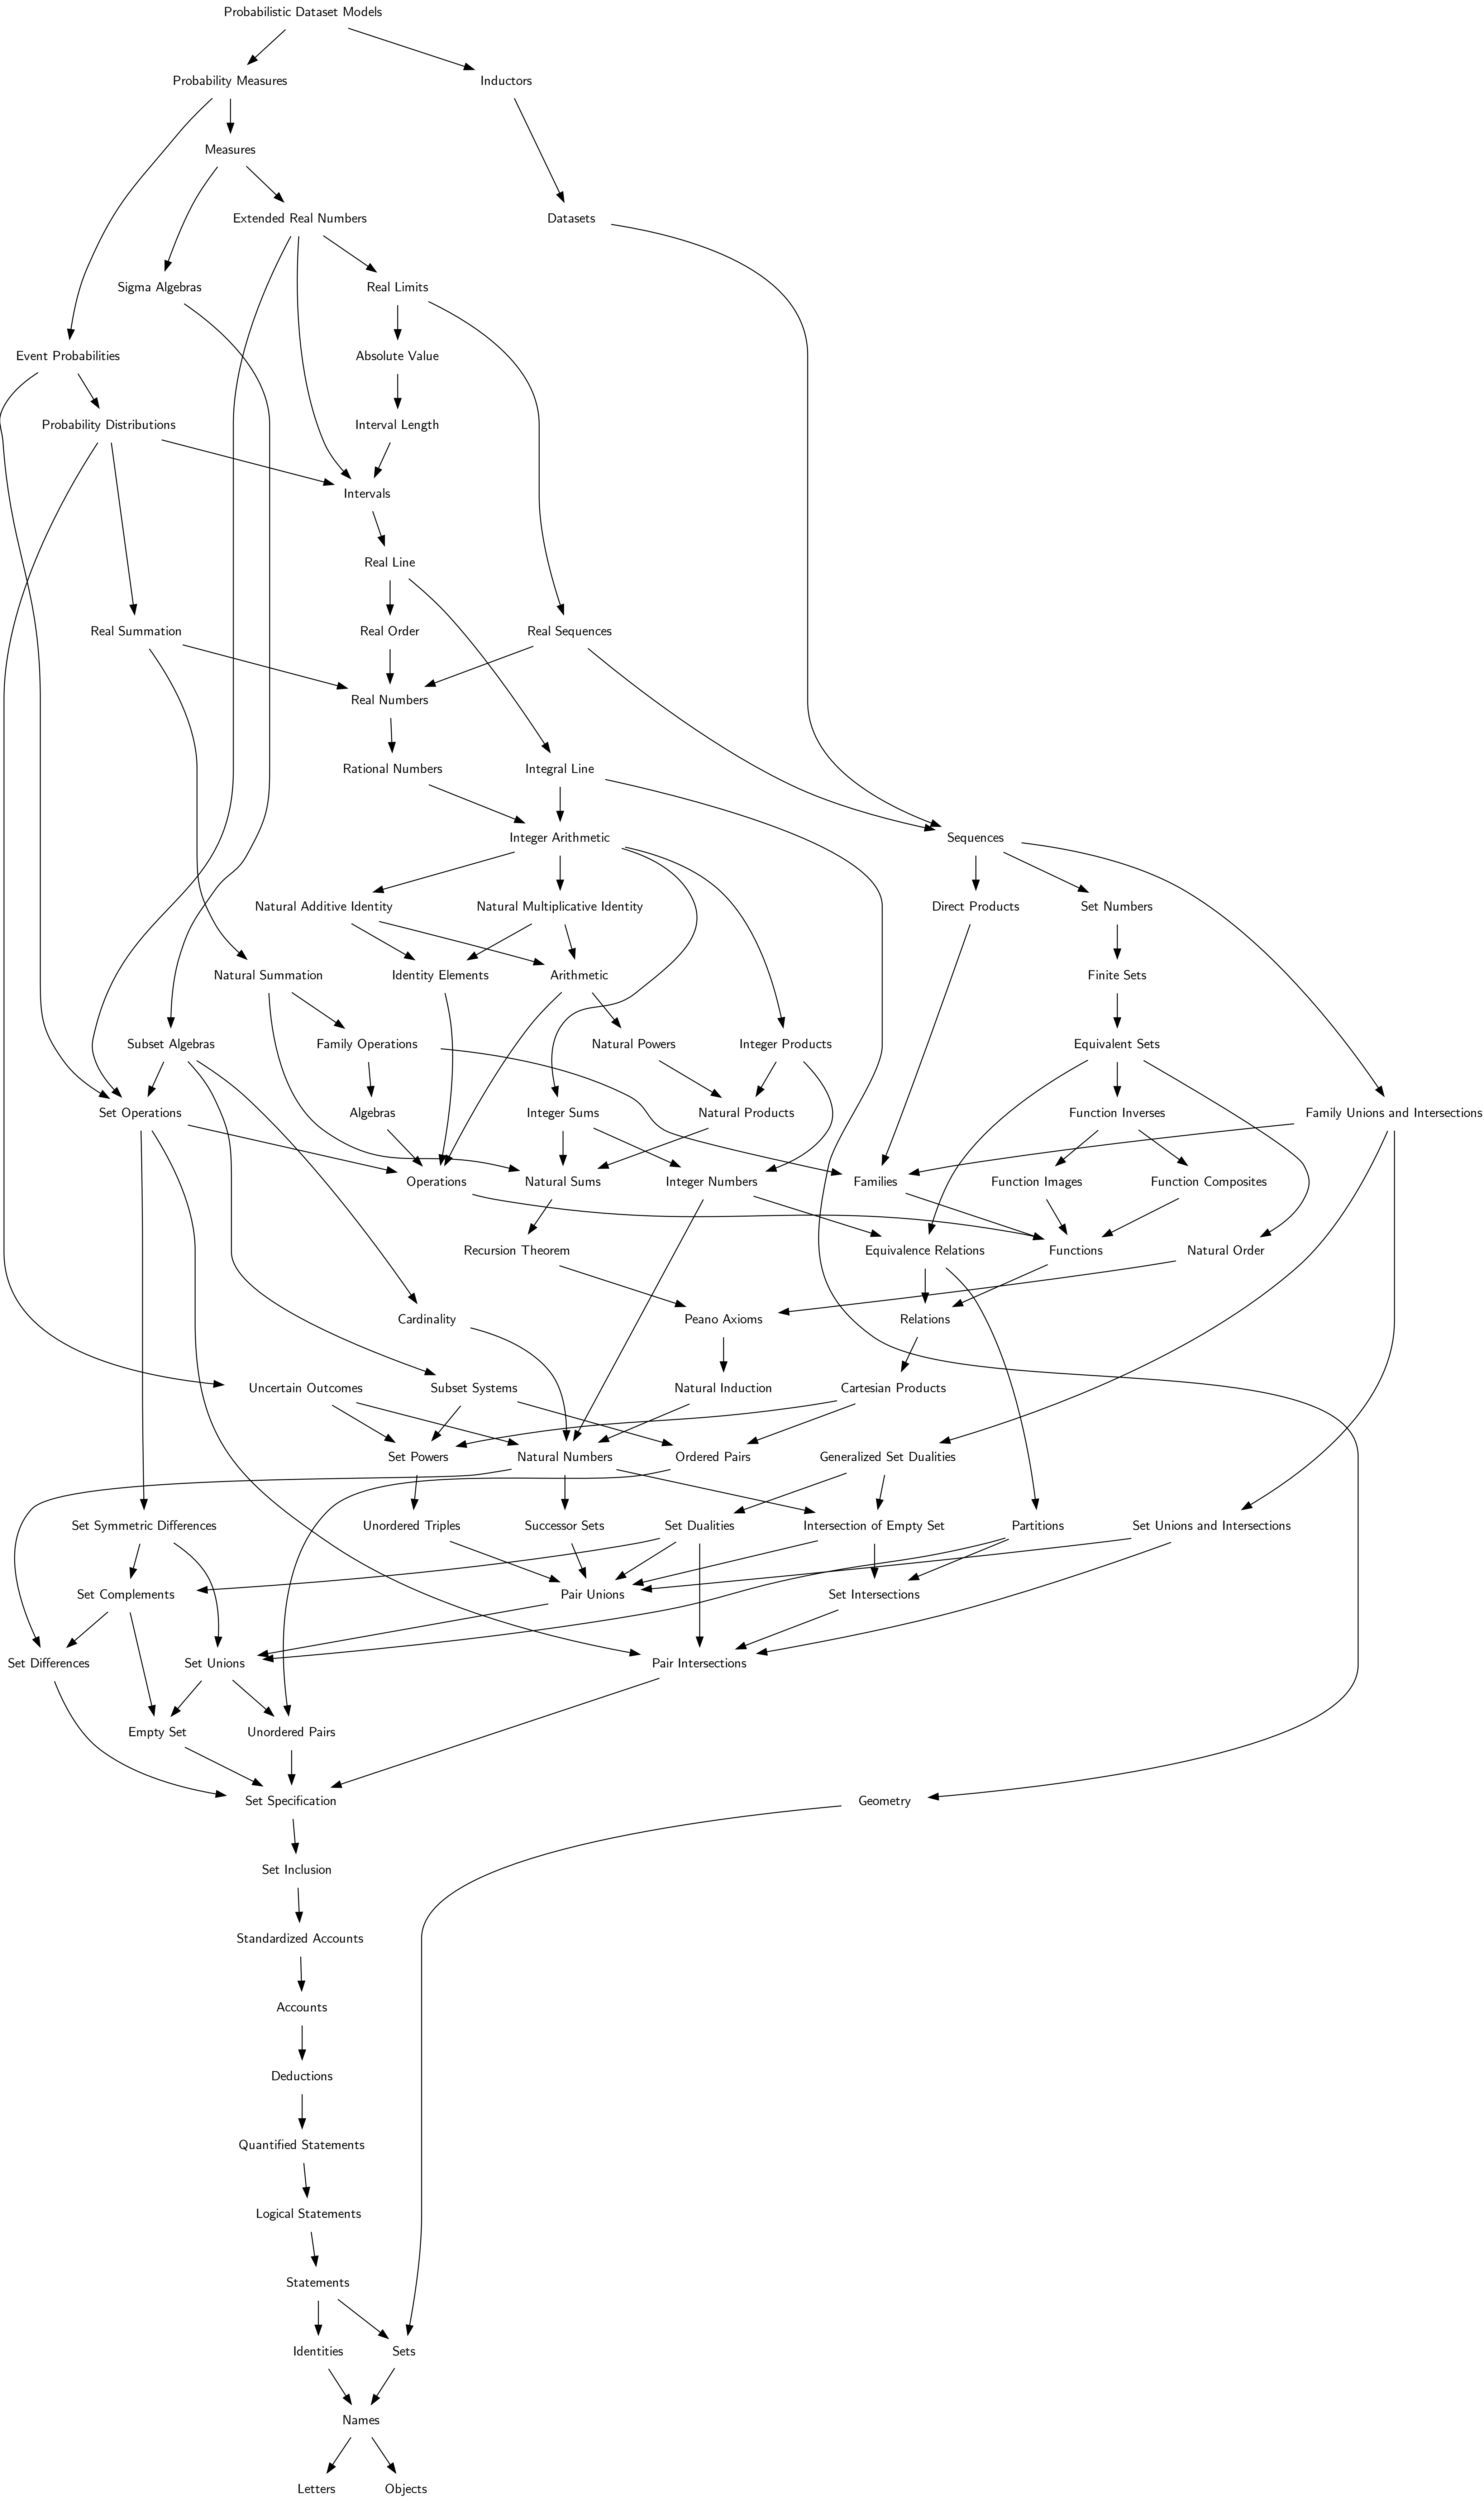 Probabilistic Dataset Models
Probability Measures
Inductors
Measures
Extended Real Numbers
Datasets
Sigma Algebras
Real Limits
Event Probabilities
Absolute Value
Probability Distributions
Interval Length
Intervals
Real Line
Real Summation
Real Order
Real Sequences
Real Numbers
Rational Numbers
Integral Line
Integer Arithmetic
Sequences
Natural Additive Identity
Natural Multiplicative Identity
Direct Products
Set Numbers
Natural Summation
Identity Elements
Arithmetic
Finite Sets
Subset Algebras
Family Operations
Natural Powers
Integer Products
Equivalent Sets
Set Operations
Algebras
Integer Sums
Natural Products
Function Inverses
Family Unions and Intersections
Operations
Natural Sums
Integer Numbers
Families
Function Images
Function Composites
Recursion Theorem
Equivalence Relations
Functions
Natural Order
Cardinality
Peano Axioms
Relations
Uncertain Outcomes
Subset Systems
Natural Induction
Cartesian Products
Set Powers
Natural Numbers
Ordered Pairs
Generalized Set Dualities
Set Symmetric Differences
Unordered Triples
Successor Sets
Set Dualities
Intersection of Empty Set
Partitions
Set Unions and Intersections
Set Complements
Pair Unions
Set Intersections
Set Differences
Set Unions
Pair Intersections
Empty Set
Unordered Pairs
Set Specification
Geometry
Set Inclusion
Standardized Accounts
Accounts
Deductions
Quantified Statements
Logical Statements
Statements
Identities
Sets
Names
Letters
Objects